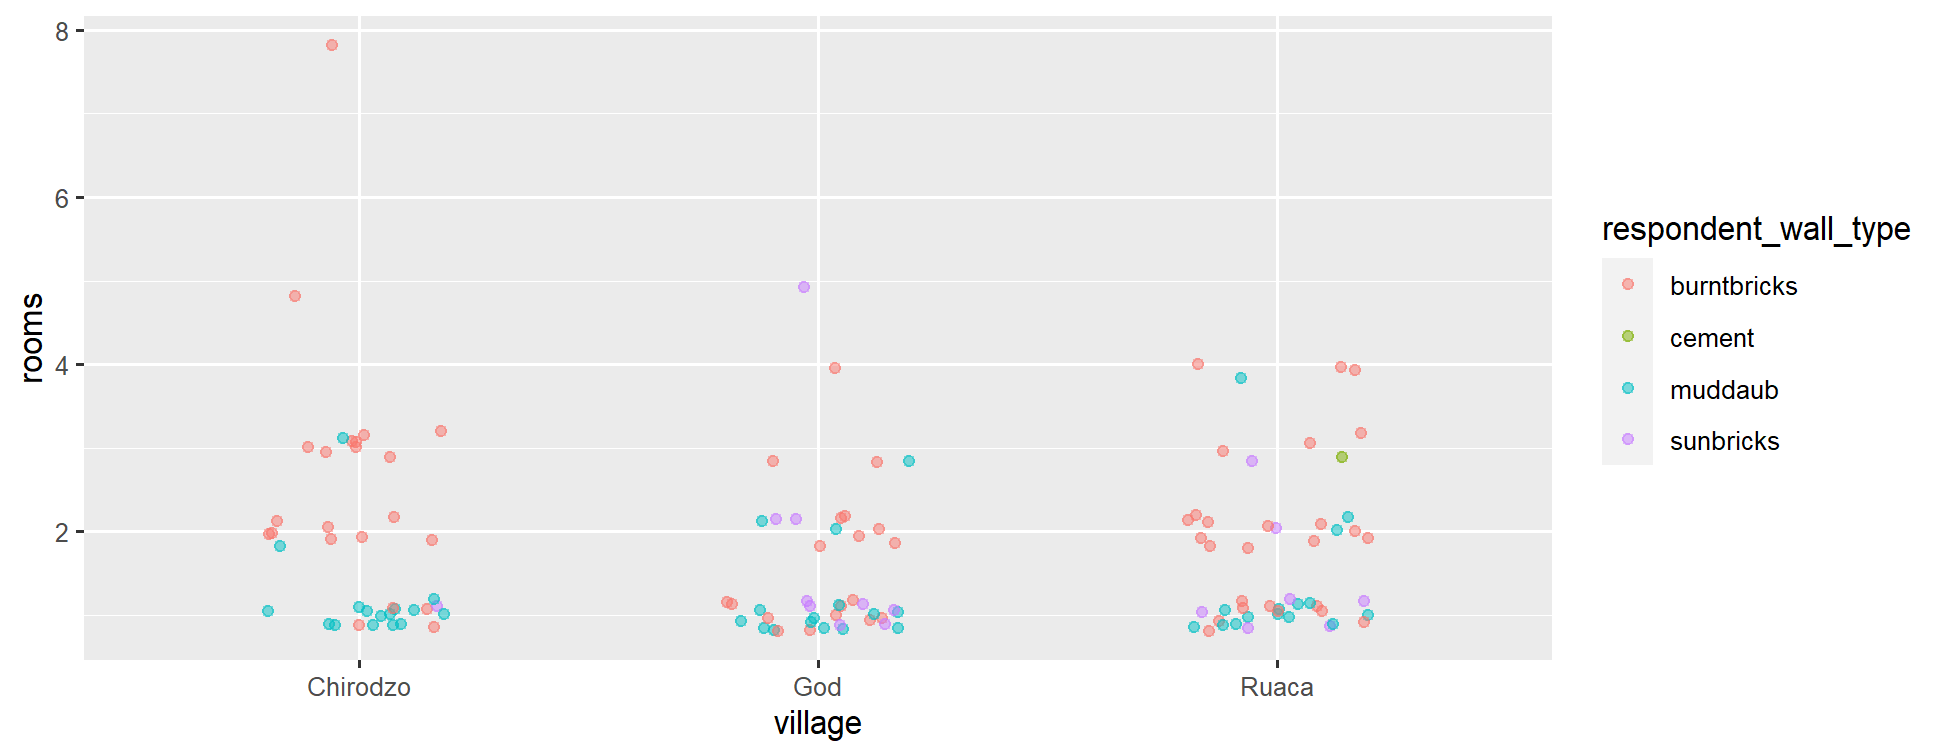 8
6
4
2
rooms
Chirodzo
God
Ruaca
village
respondent_wall_type
burntbricks
cement
muddaub
sunbricks